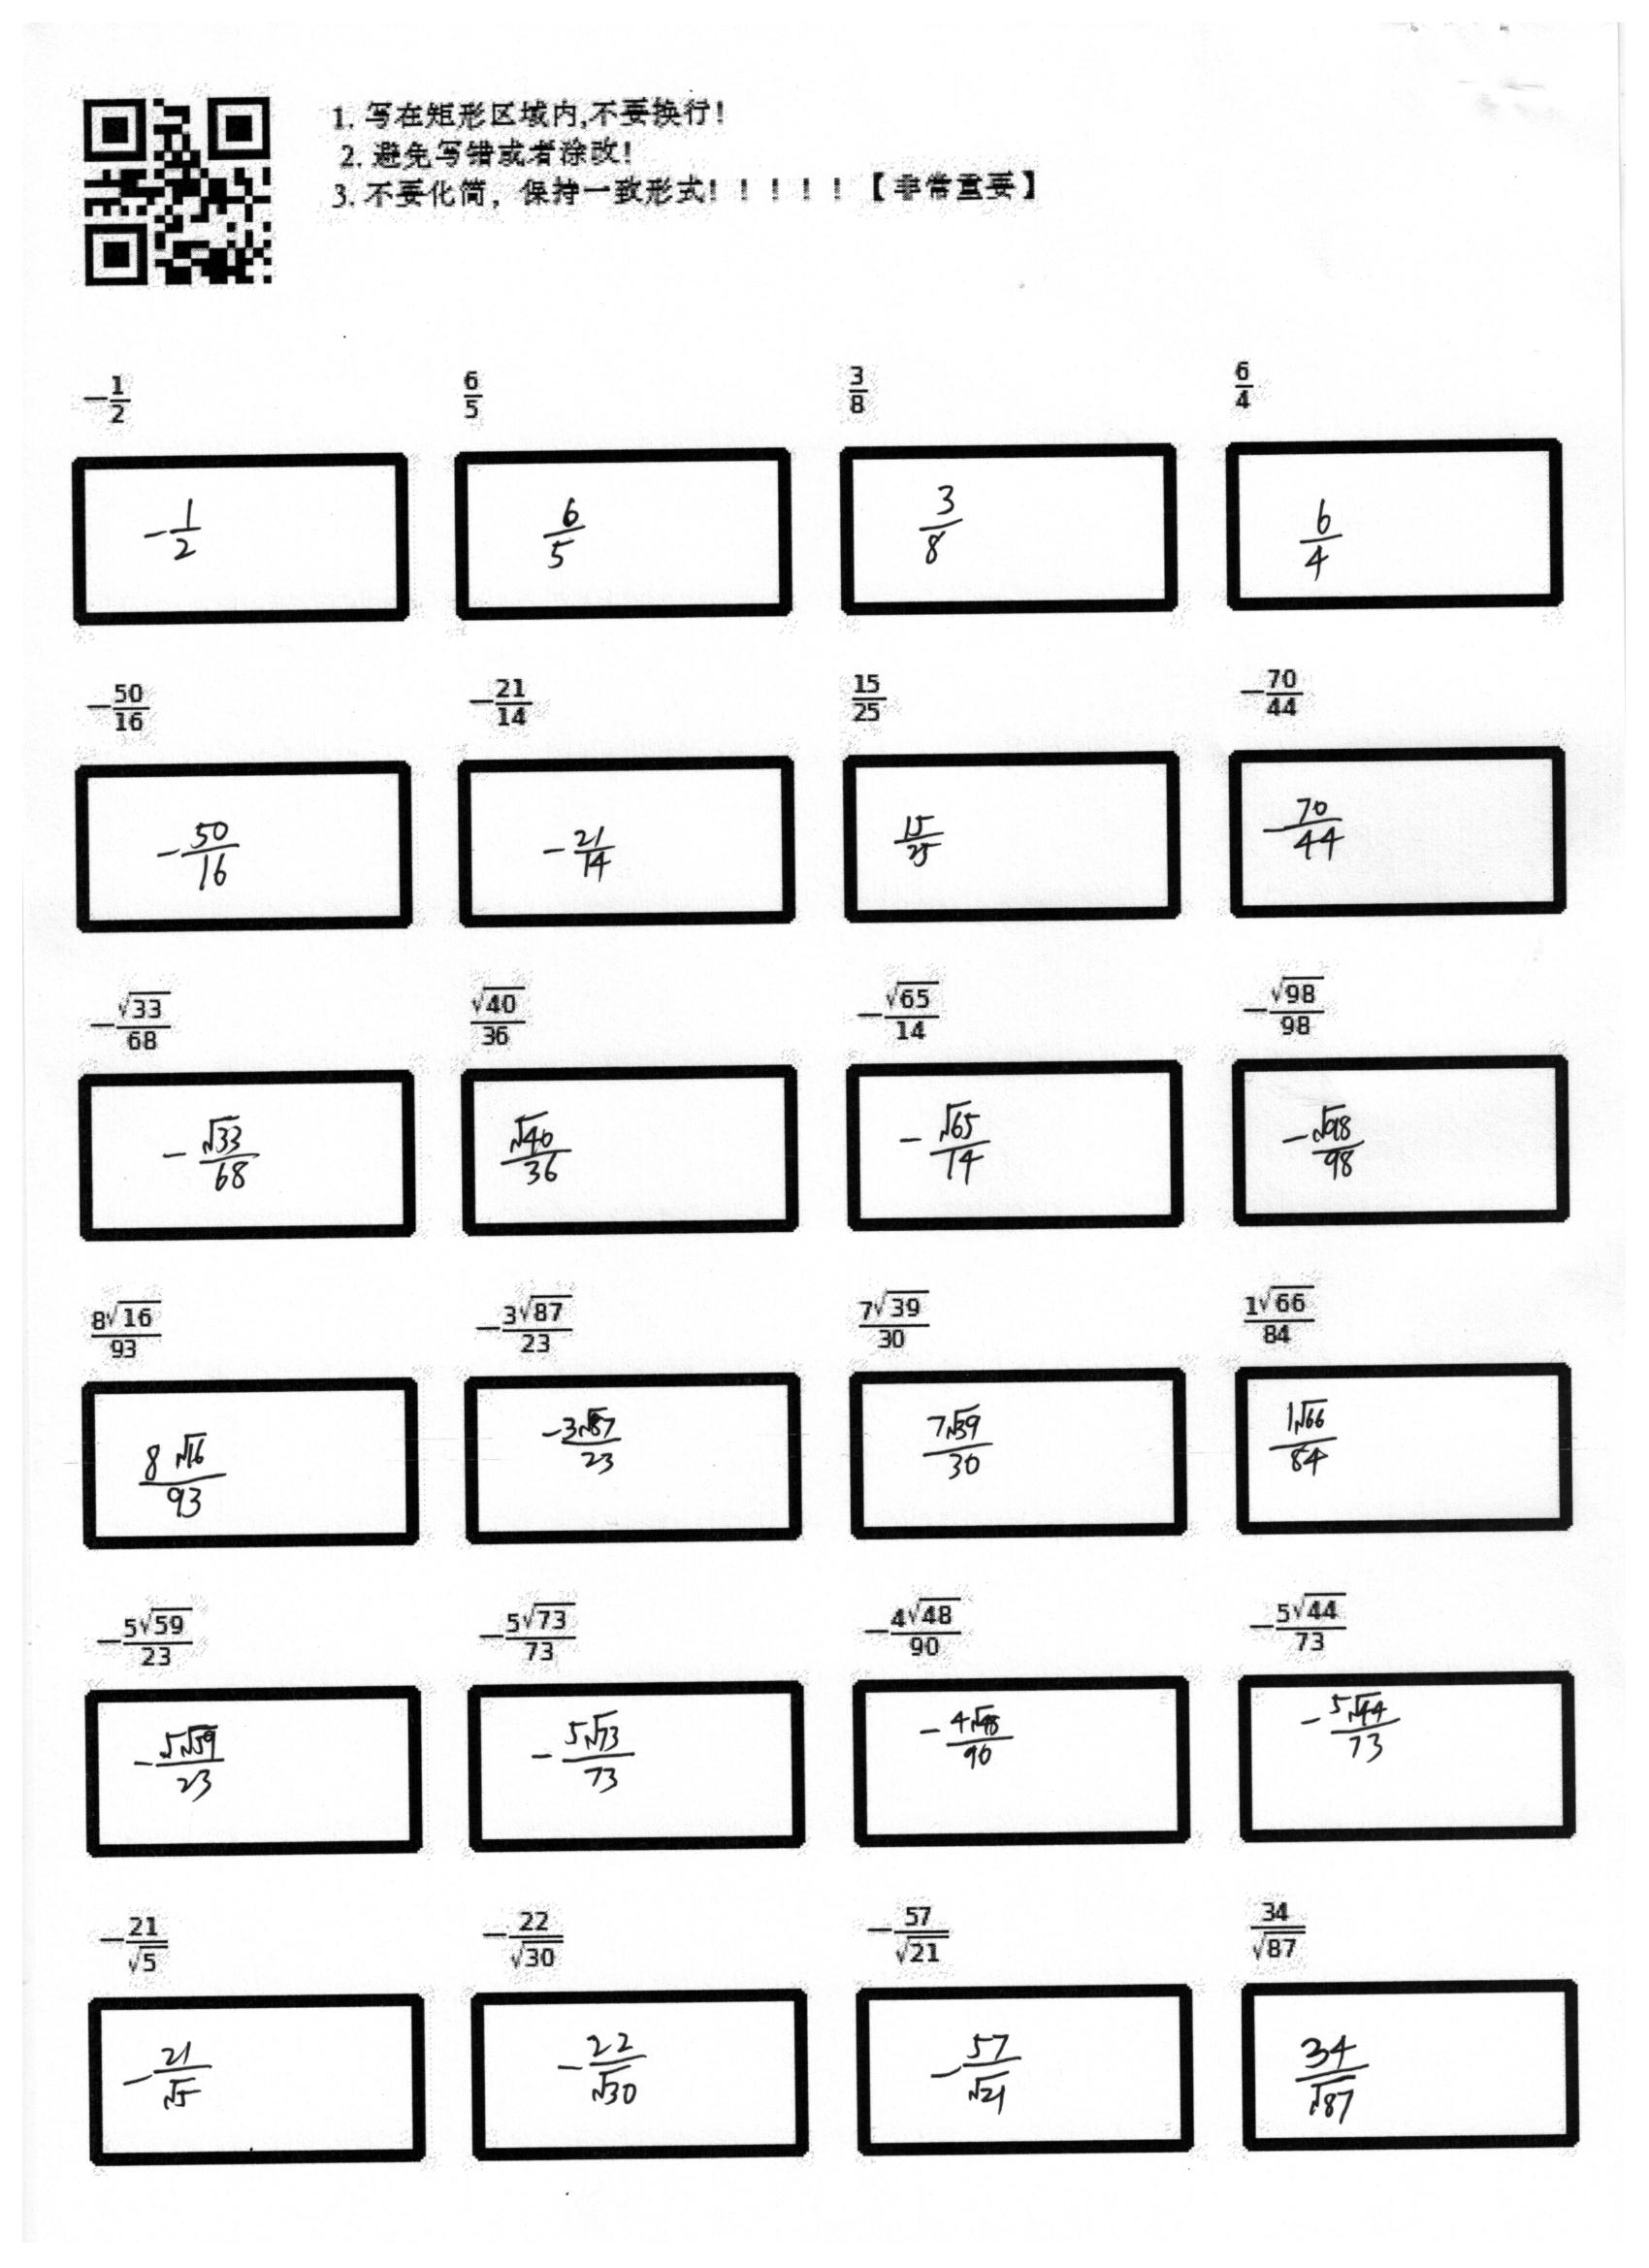 1. 写在矩形区域内,不要换行!
2. 避免写错或者涂改!
3. 不要化简，保持一致形式! ! ! ! ! 【非常重要】
-\frac{1}{2} \frac{6}{5} \frac{3}{8} \frac{6}{4}
-\frac{1}{2} \frac{6}{5} \frac{3}{8} \frac{6}{4}
-\frac{50}{16} -\frac{21}{14} \frac{15}{25} -\frac{70}{44}
-\frac{50}{16} -\frac{21}{14} \frac{15}{25} -\frac{70}{44}
-\frac{\sqrt{33}}{68} \frac{\sqrt{40}}{36} -\frac{\sqrt{65}}{14} -\frac{\sqrt{98}}{98}
-\frac{\sqrt{33}}{68} \frac{\sqrt{40}}{36} -\frac{\sqrt{65}}{14} -\frac{\sqrt{98}}{98}
\frac{8\sqrt{16}}{93} -\frac{3\sqrt{87}}{23} \frac{7\sqrt{39}}{30} \frac{1\sqrt{66}}{84}
\frac{8\sqrt{16}}{93} -\frac{3\sqrt{87}}{23} \frac{7\sqrt{39}}{30} \frac{1\sqrt{66}}{84}
-\frac{5\sqrt{59}}{23} -\frac{5\sqrt{73}}{73} -\frac{4\sqrt{48}}{90} -\frac{5\sqrt{44}}{73}
-\frac{5\sqrt{59}}{23} -\frac{5\sqrt{73}}{73} -\frac{4\sqrt{48}}{90} -\frac{5\sqrt{44}}{73}
-\frac{21}{\sqrt{5}} -\frac{22}{\sqrt{30}} -\frac{57}{\sqrt{21}} \frac{34}{\sqrt{87}}
-\frac{21}{\sqrt{5}} -\frac{22}{\sqrt{30}} -\frac{57}{\sqrt{21}} \frac{34}{\sqrt{87}}